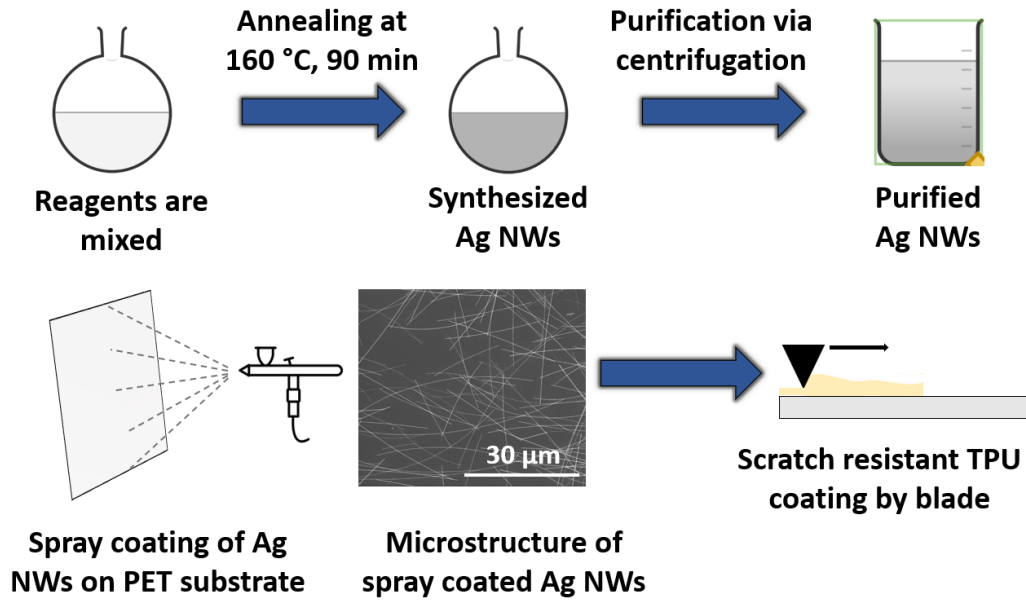 Annealing at
160 °C, 90 min
Purification via
centrifugation
Reagents are
mixed
Synthesized
Ag NWs
Purified
Ag NWs
30 µm
Scratch resistant TPU
coating by blade
Spray coating of Ag
NWs on PET substrate
Microstructure of
spray coated Ag NWs